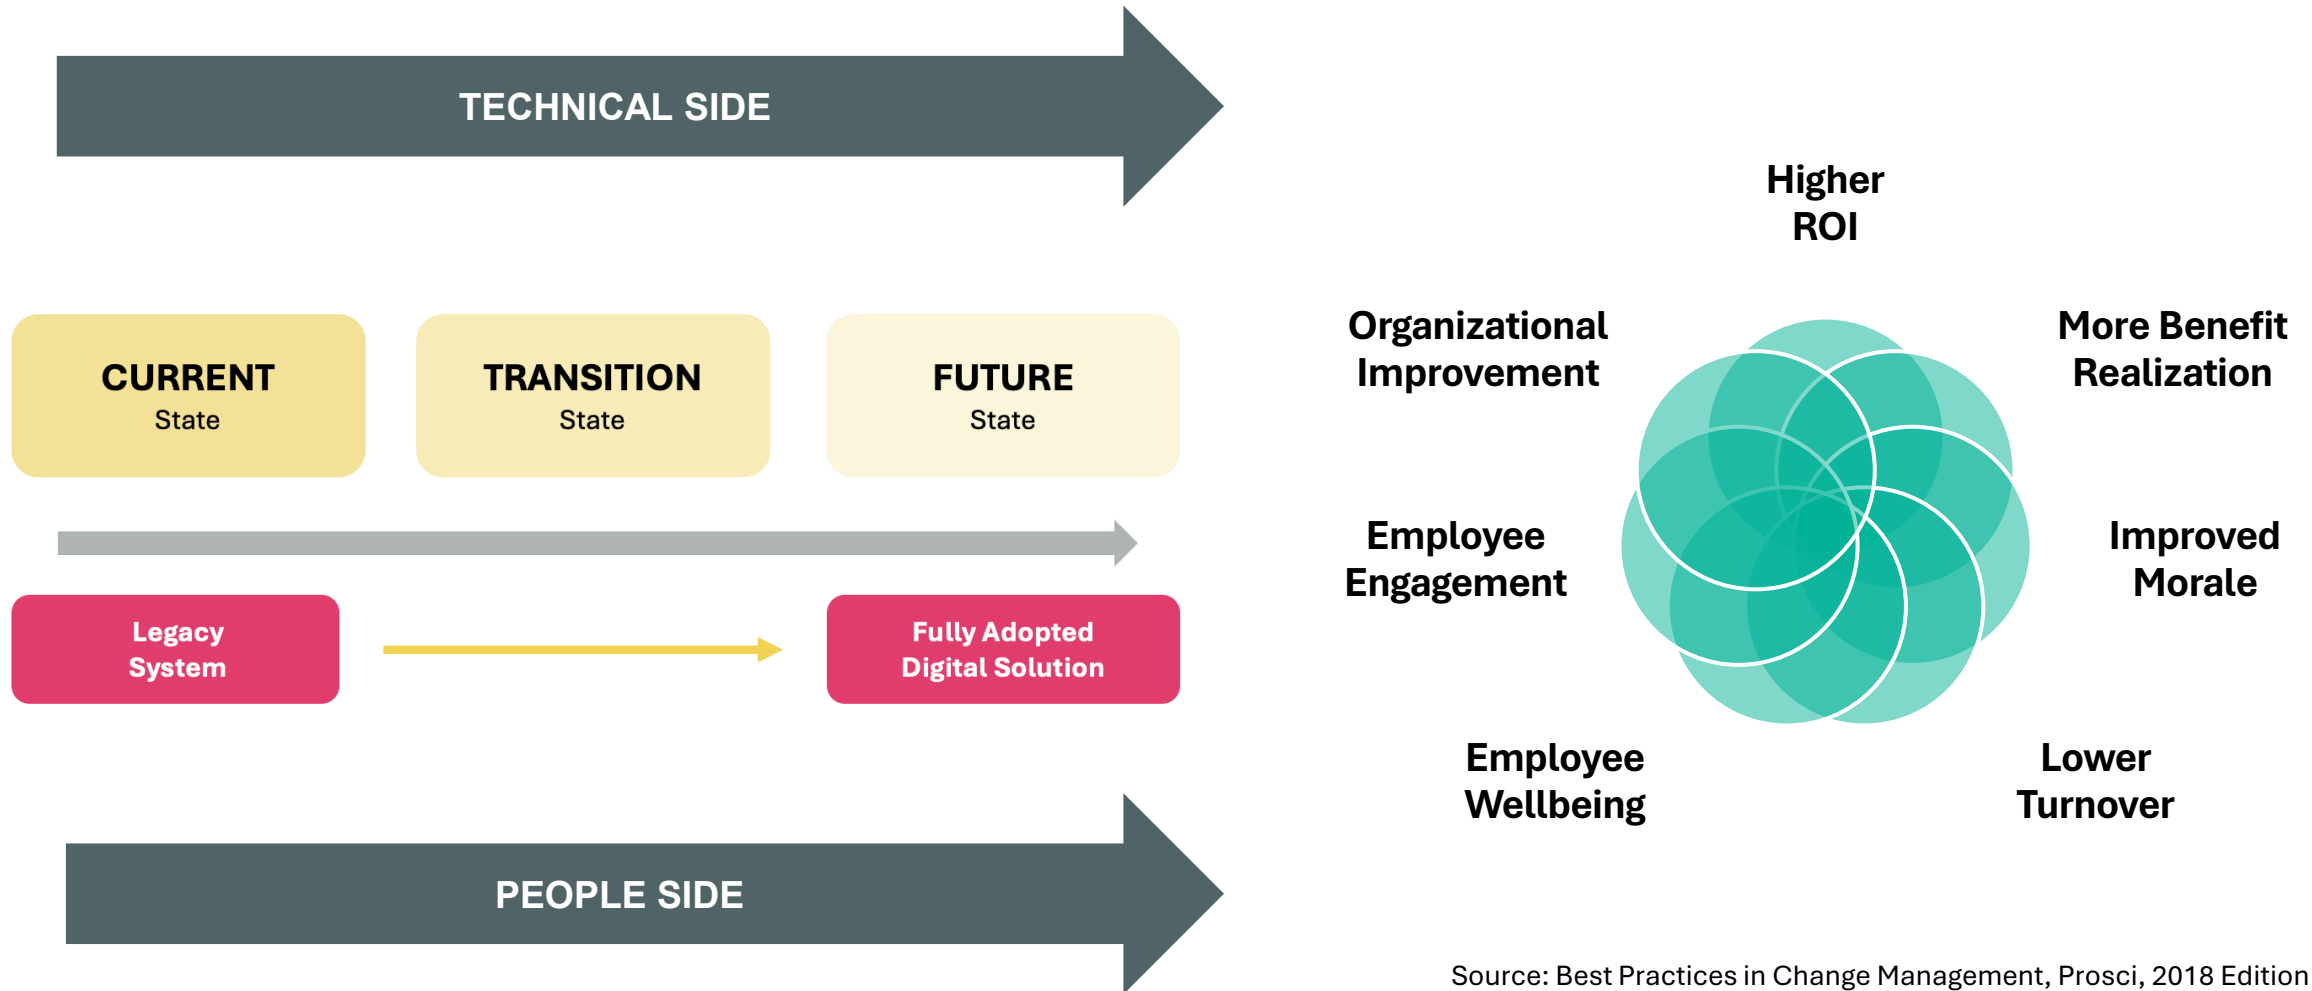 TECHNICAL SIDE
CURRENT
State
TRANSITION
State
FUTURE
State
Legacy
System
Fully Adopted
Digital Solution
PEOPLE SIDE
Higher
ROI
Organizational
Improvement
More Benefit
Realization
Employee
Engagement
Improved
Morale
Employee
Wellbeing
Lower
Turnover
Source: Best Practices in Change Management, Prosci, 2018 Edition